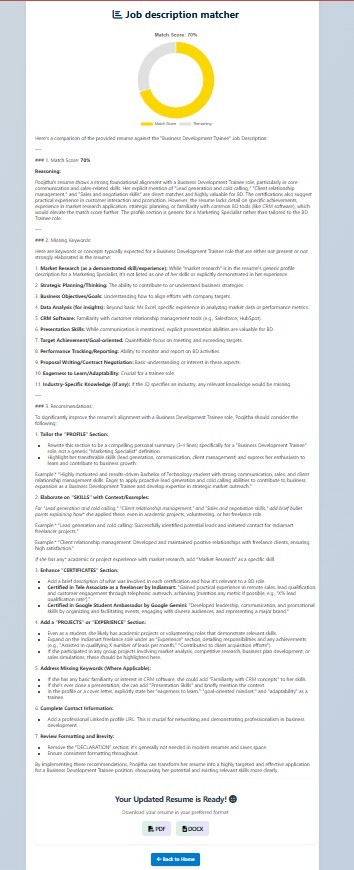 Job description matcher
Match Score: 70%
Match Score Remaining
Here's a comparison of the provided resume against the "Business Development Trainee" Job Description:
---
### 1. Match Score: 70%
Reasoning:
Poojitha's resume shows a strong foundational alignment with a Business Development Trainee role, particularly in core
communication and sales-related skills. Her explicit mention of "Lead generation and cold calling," "Client relationship
management," and "Sales and negotiation skills" are direct matches and highly valuable for BD. The certifications also suggest
practical experience in customer interaction and promotion. However, the resume lacks detail on specific achievements,
experience in market research application, strategic planning or familiarity with common BD tools (like CRM software), which
would elevate the match score further. The profile section is generic for a Marketing Specialist rather than tailored to the BD
Trainee role.
---
### 2. Missing Keywords:
Here are keywords or concepts typically expected for a Business Development Trainee role that are either not present or not
strongly elaborated in the resume:
1. Market Research (as a demonstrated skill/experience): While "market research" is in the resume's generic profile
description for a Marketing Specialist, it's not listed as one of her skills or explicitly demonstrated in her experience.
2. Strategic Planning/Thinking: The ability to contribute to or understand business strategies
3. Business Objectives/Goals: Understanding how to align efforts with company targets.
4. Data Analysis (for insights): Beyond basic Ms Excel specific experience in analyzing market data or performance metrics.
5. CRM Software: Familiarity with customer relationship management tools (e.g., Salesforce, HubSpot).
6. Presentation Skills: While communication is mentioned, explicit presentation abilities are valuable for BD.
7. Target Achievement/Goal-oriented: Quantifiable focus on meeting and exceeding targets.
8. Performance Tracking/Reporting: Ability to monitor and report on BD activities
9. Proposal Writing/Contract Negotiation: Basic understanding or interest in these aspects.
10. Eagerness to Learn/Adaptability: Crucial for a trainee role
11. Industry-Specific Knowledge (if any): If the JD specifies an industry, any relevant knowledge would be missing.
---
### 3. Recommendations:
To significantly improve the resume's alignment with a Business Development Trainee role, Poojitha should consider the
following:
1. Tailor the "PROFILE" Section:
Rewrite this section to be a compelling personal summary (3-4 lines) specifically for a "Business Development Trainee"
role, not a generic "Marketing Specialist" definition.
Highlight her transferable skills (lead generation, communication, client management) and express her enthusiasm to
learn and contribute to business growth.
Example:* "Highly motivated and results-driven Bachelor of Technology student with strong communication, sales, and client
relationship management skills. Eager to apply proactive lead generation and cold calling abilities to contribute to business
expansion as a Business Development Trainee and develop expertise in strategic market outreach."
2. Elaborate on "SKILLS" with Context/Examples:
For "Lead generation and cold calling," "Client relationship management," and "Sales and negotiation skills," add brief bullet
points explaining how* she applied these, even in academic projects, volunteering, or her freelance role.
Example:* "Lead generation and cold calling: Successfully identified potential leads and initiated contact for Indiamart
freelancer projects."
Example:* "Client relationship management: Developed and maintained positive relationships with freelance clients, ensuring
high satisfaction."
If she has any* academic or project experience with market research, add "Market Research" as a specific skill.
3. Enhance "CERTIFICATES" Section:
Add a brief description of what was involved in each certification and how it's relevant to a BD role.
Certified in Tele Associate as a freelancer by Indiamart: "Gained practical experience in remote sales, lead qualification,
and customer engagement through telephonic outreach, achieving [mention any metric if possible, e.g., 'X% lead
qualification rate']."
Certified in Google Student Ambassador by Google Gemini: "Developed leadership, communication, and promotional
skills by organizing and facilitating events, engaging with diverse audiences, and representing a major brand."
4. Add a "PROJECTS" or "EXPERIENCE" Section:
Even as a student, she likely has academic projects or volunteering roles that demonstrate relevant skills.
Expand on the Indiamart freelance role under an "Experience" section, detailing responsibilities and any achievements
(e.g., "Assisted in qualifying X number of leads per month," "Contributed to client acquisition efforts").
If she participated in any group projects involving market analysis, competitive research, business plan development, or
sales simulations, these should be highlighted here.
5. Address Missing Keywords (Where Applicable):
If she has any basic familiarity or interest in CRM software, she could add "Familiarity with CRM concepts" to her skills.
If she's ever done a presentation, she can add "Presentation Skills" and briefly mention the context.
In the profile or a cover letter, explicitly state her "eagerness to learn," "goal-oriented mindset," and "adaptability" as a
trainee.
6. Complete Contact Information:
Add a professional LinkedIn profile URL. This is crucial for networking and demonstrating professionalism in business
development.
7. Review Formatting and Brevity:
Remove the "DECLARATION" section; it's generally not needed in modern resumes and saves space.
Ensure consistent formatting throughout
By implementing these recommendations, Poojitha can transform her resume into a highly targeted and effective application
for a Business Development Trainee position, showcasing her potential and existing relevant skills more clearly.
Your Updated Resume is Ready!
Download your resume in your preferred format
PDF DOCX
Back to Home